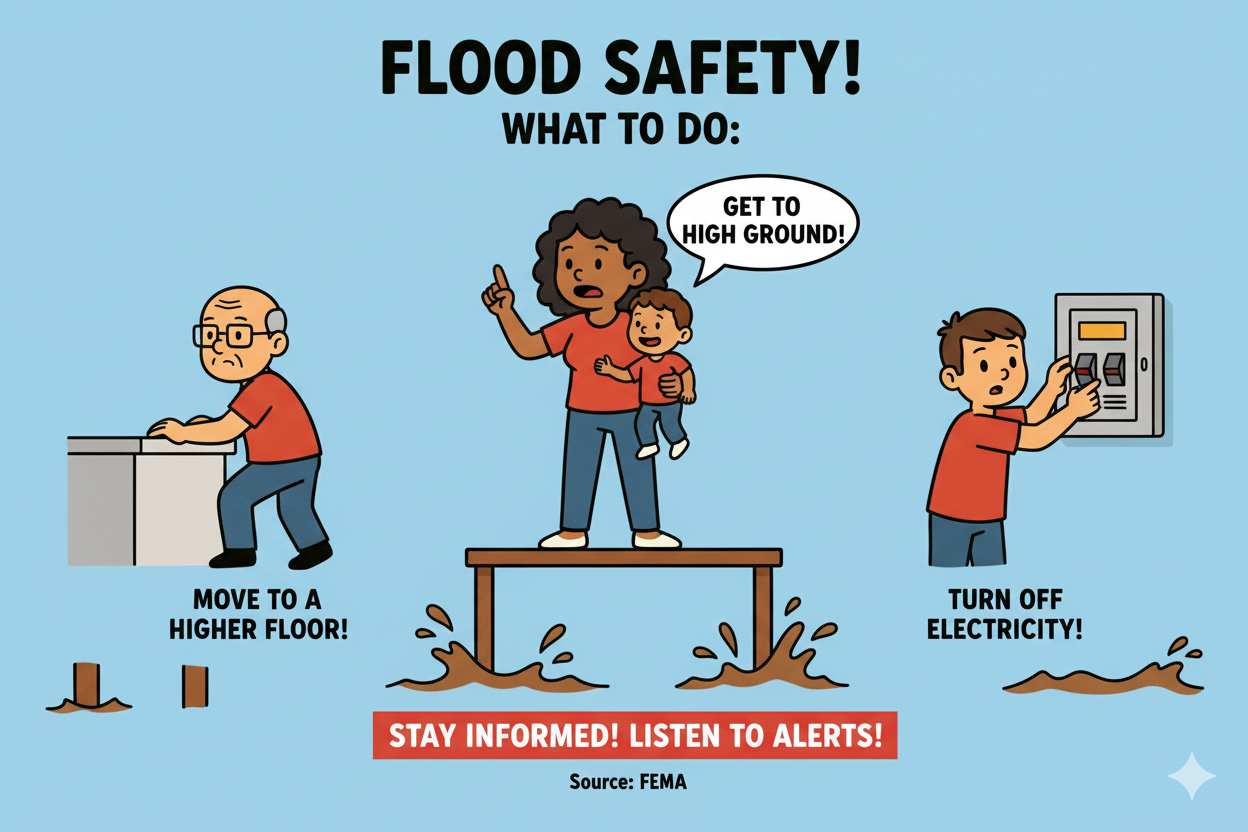 FLOOD SAFETY!
WHAT TO DO:
GET TO
HIGH GROUND!
MOVE TO A
HIGHER FLOOR!
TURN OFF
ELECTRICITY!
STAY INFORMED! LISTEN TO ALERTS!
Source: FEMA